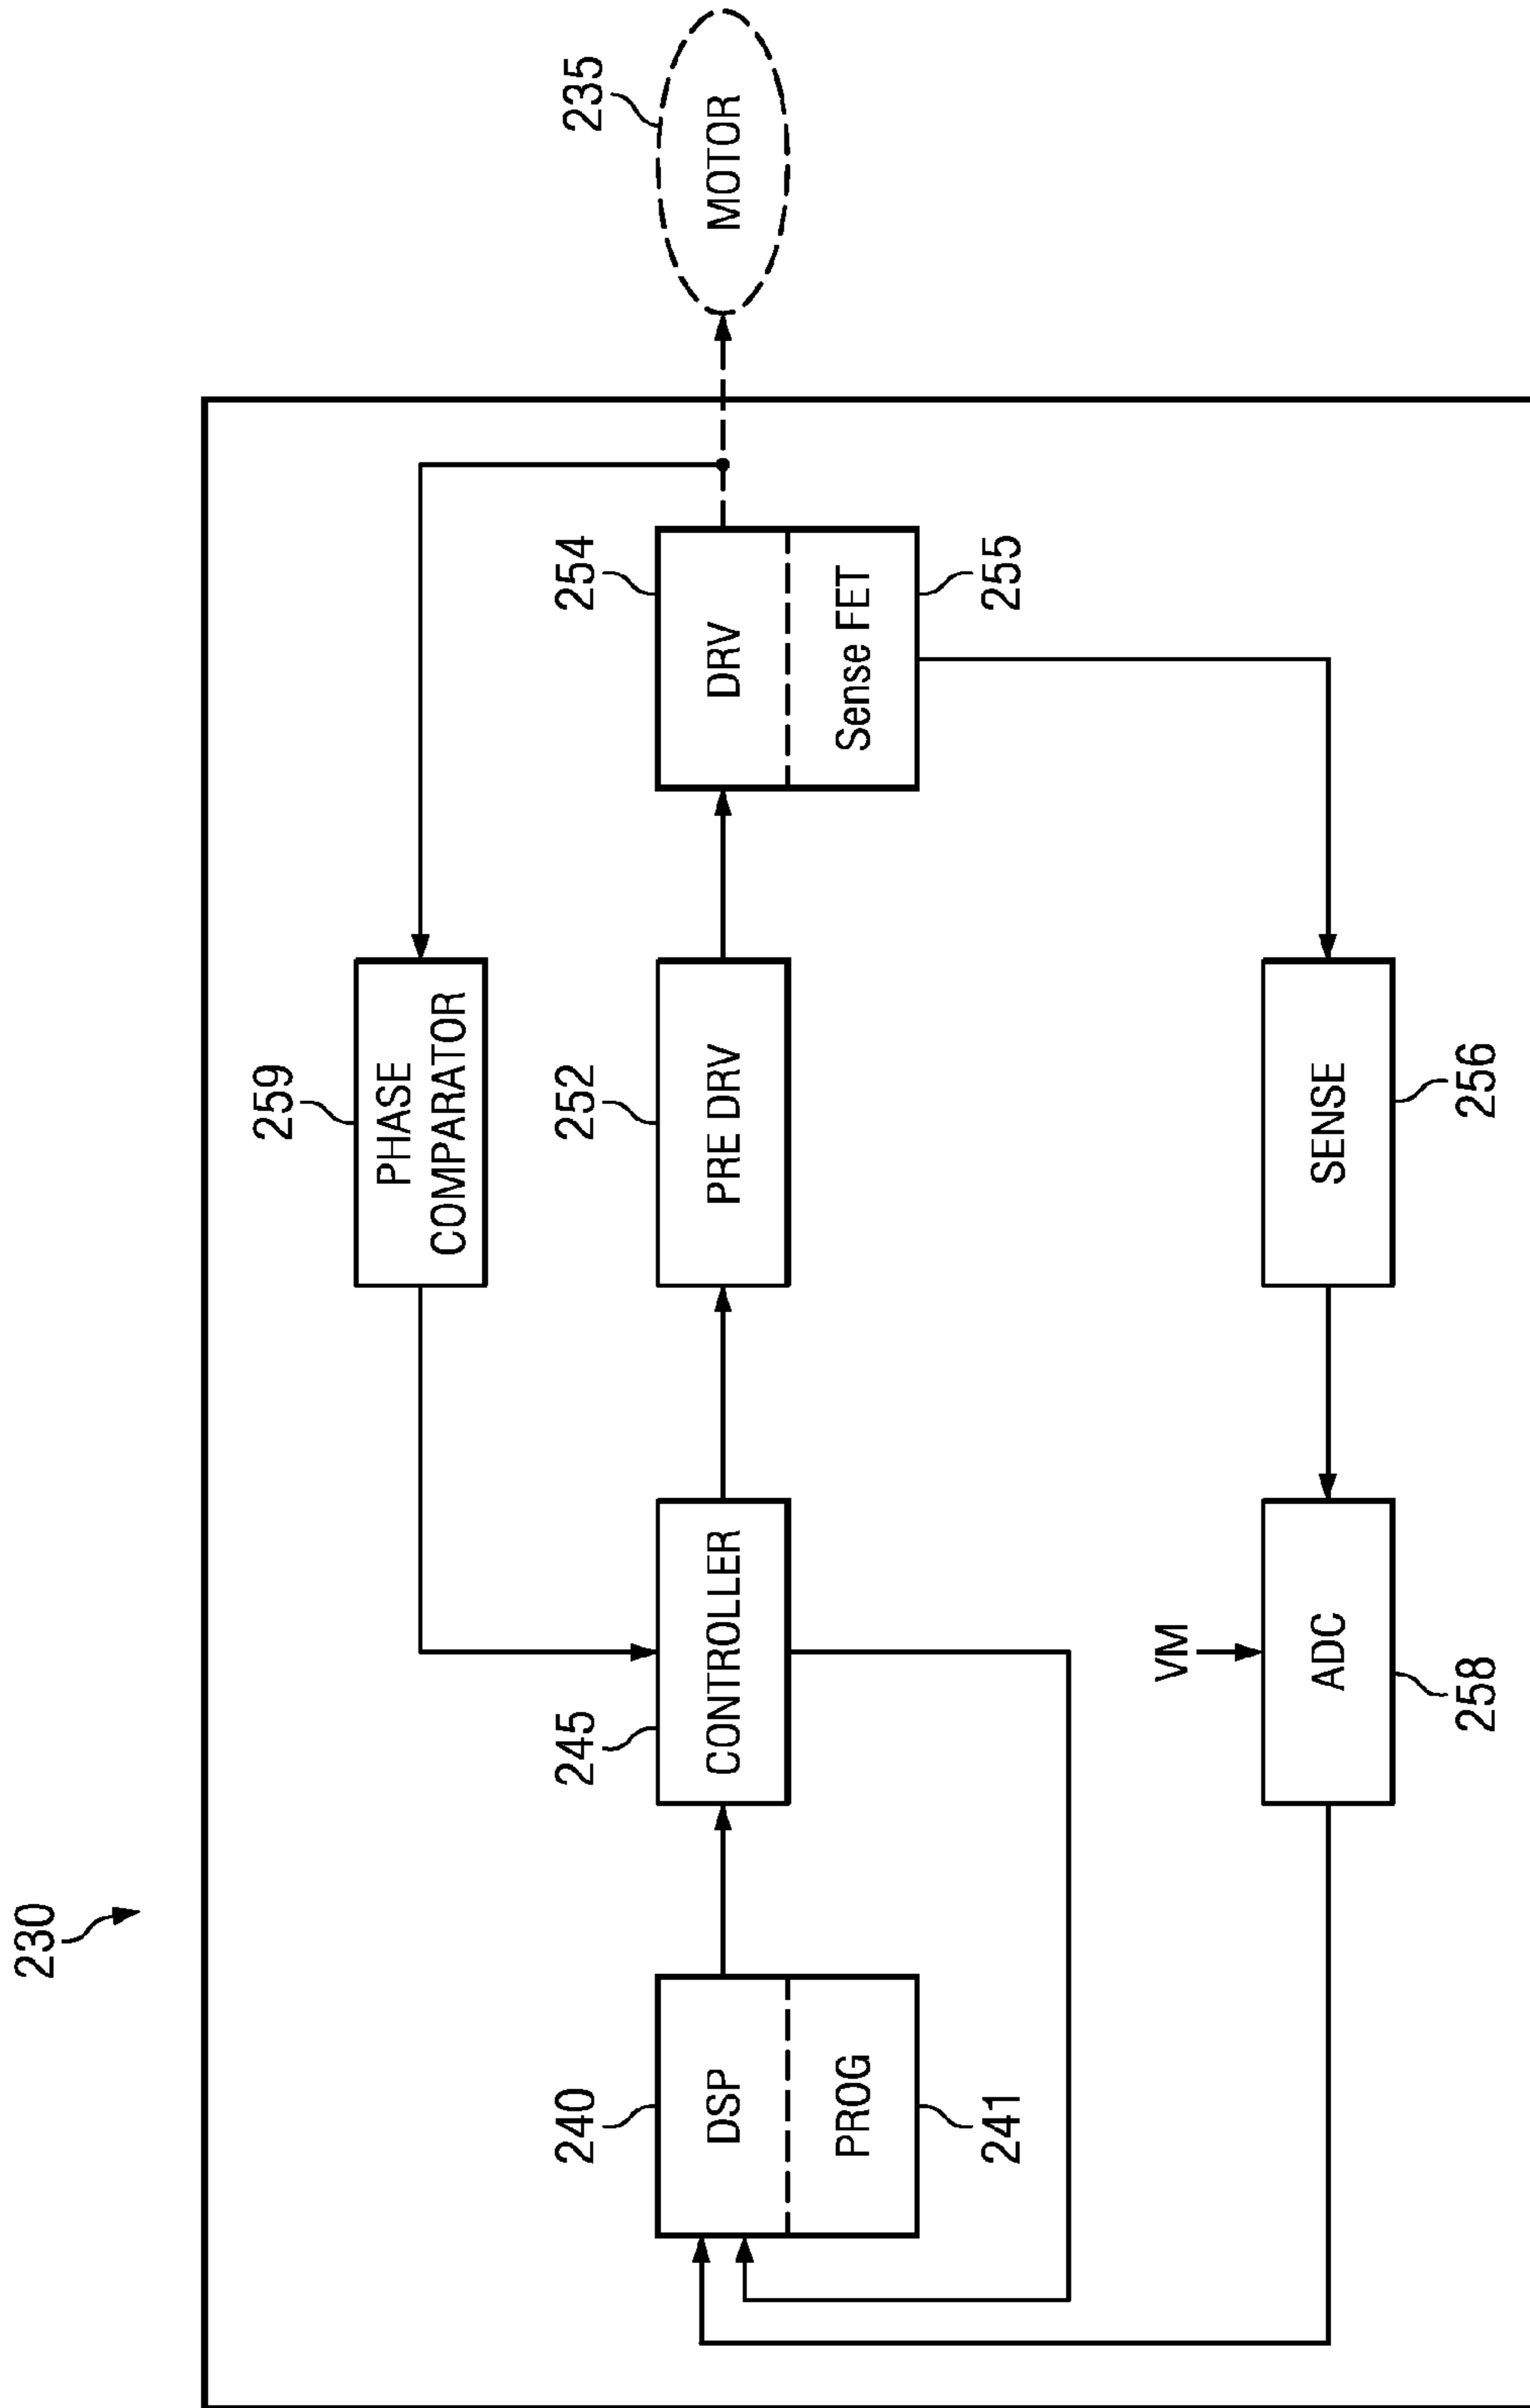 230
235
MOTOR
259
PHASE
COMPARATOR
240
DSP
PROG
241
245
CONTROLLER
252
PRE DRV
254
DRV
Sense FET
255
VM
ADC
258
SENSE
256